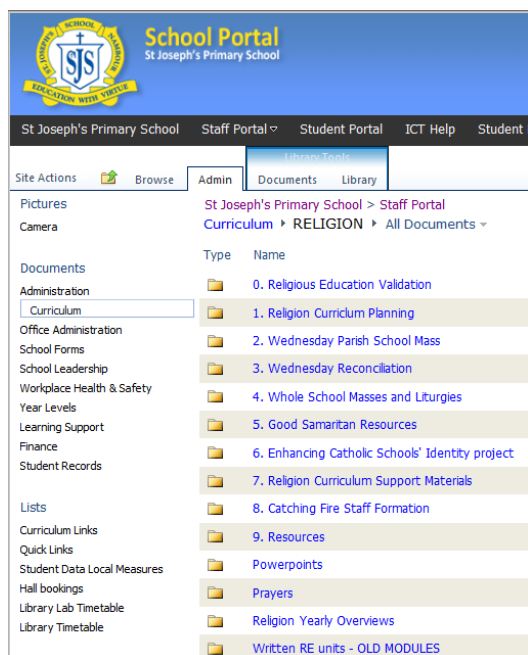 ST. JOSEPH'S SCHOOL NAMBOUR
SJS
EDUCATION WITH VIRTUE
School Portal
St Joseph's Primary School
St Joseph's Primary School Staff Portal Student Portal ICT Help Student
Library Tools
Site Actions Browse Admin Documents Library
Pictures
Camera
Documents
Administration
Curriculum
Office Administration
School Forms
School Leadership
Workplace Health & Safety
Year Levels
Learning Support
Finance
Student Records
Lists
Curriculum Links
Quick Links
Student Data Local Measures
Hall bookings
Library Lab Timetable
Library Timetable
St Joseph's Primary School > Staff Portal
Curriculum RELIGION All Documents
Type Name
0. Religious Education Validation
1. Religion Curriclum Planning
2. Wednesday Parish School Mass
3. Wednesday Reconciliation
4. Whole School Masses and Liturgies
5. Good Samaritan Resources
6. Enhancing Catholic Schools' Identity project
7. Religion Curriculum Support Materials
8. Catching Fire Staff Formation
9. Resources
Powerpoints
Prayers
Religion Yearly Overviews
Written RE units - OLD MODULES